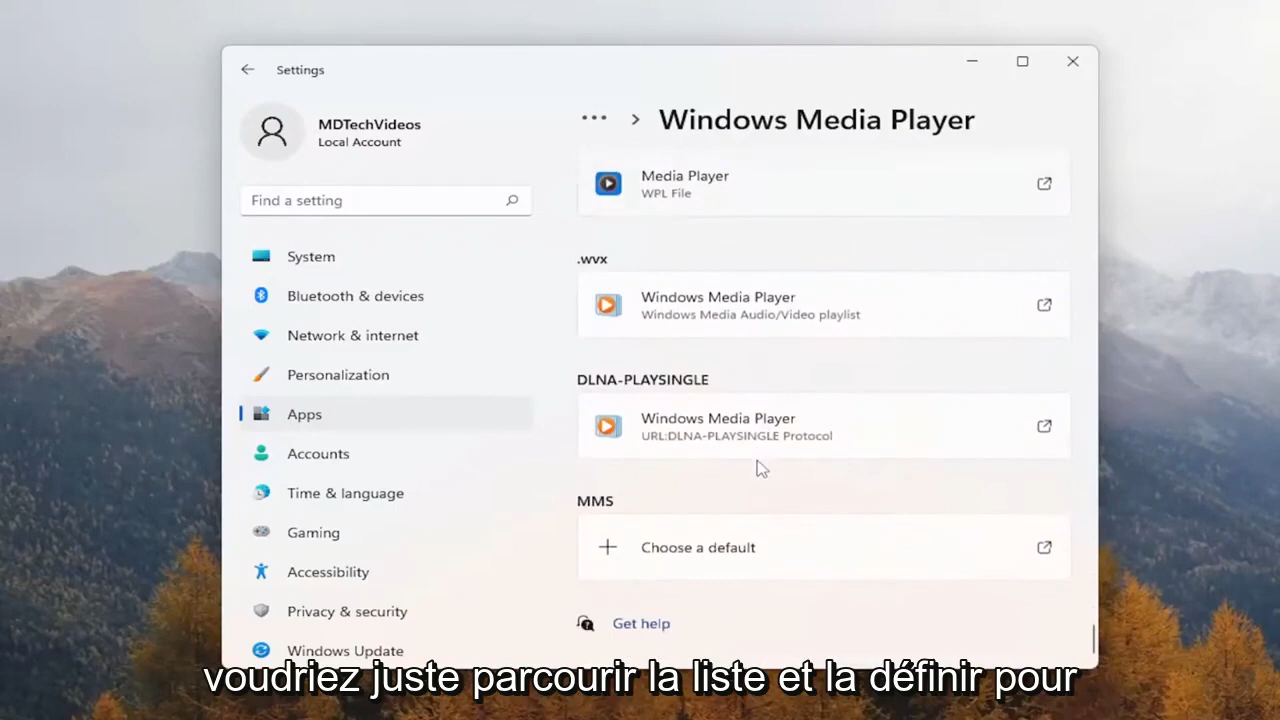 Settings
MDTechVideos
Local Account
Find a setting
System
Bluetooth & devices
Network & internet
Personalization
Apps
Accounts
Time & language
Gaming
Accessibility
Privacy & security
Windows Update
Windows Media Player
Media Player
WPL File
.wvx
Windows Media Player
Windows Media Audio/Video playlist
DLNA-PLAYSINGLE
Windows Media Player
URL:DLNA-PLAYSINGLE Protocol
MMS
Choose a default
Get help
voudriez juste parcourir la liste et la définir pour